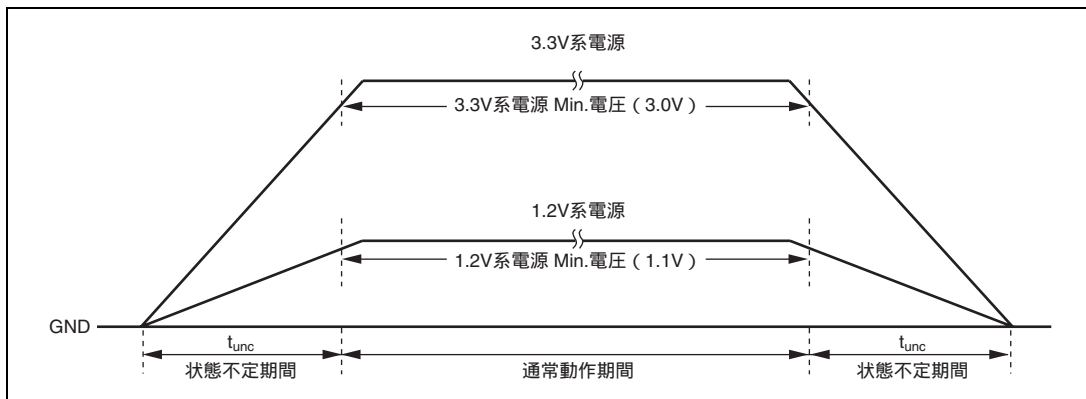 3.3V系電源
3.3V系電源 Min.電圧（3.0V）
1.2V系電源
1.2V系電源 Min.電圧（1.1V）
GND
tunc
tunc
状態不定期間
通常動作期間
状態不定期間